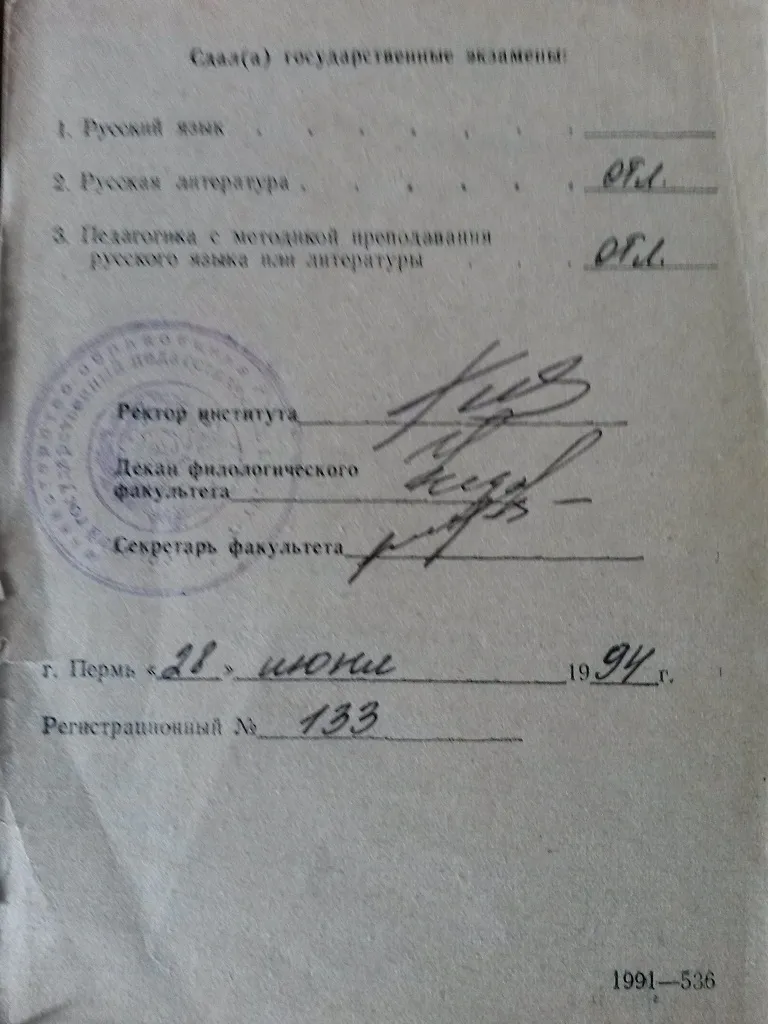 Сдал(а) государственные экзамены:
1. Русский язык . . . . . . .
2. Русская литература . . . . . . отл.
3. Педагогика с методикой преподавания
русского языка или литературы . . . отл.
Ректор института
Декан филологического
факультета
Секретарь факультета
г. Пермь «28» июня 1994 г.
Регистрационный № 133
1991—536